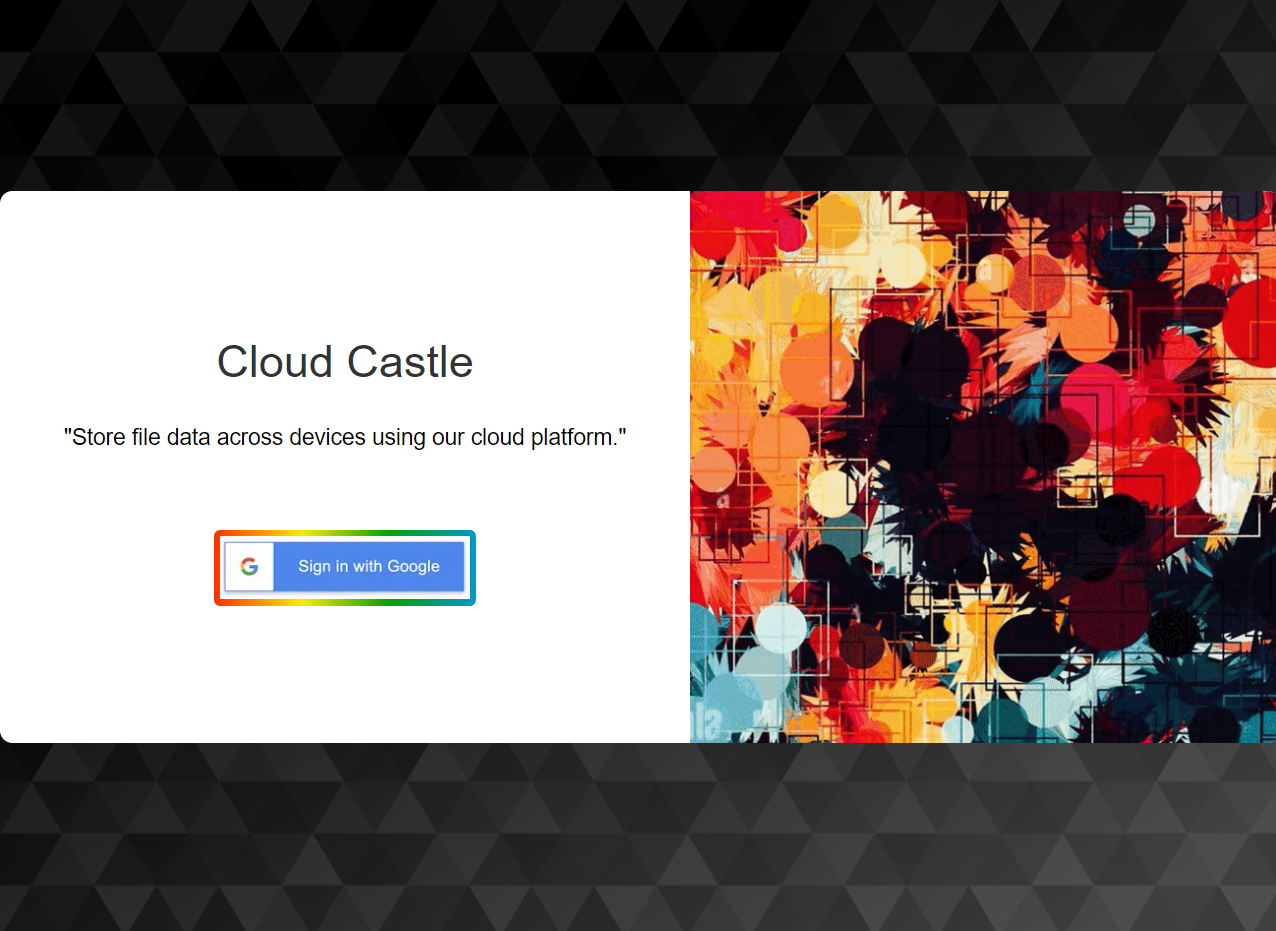 Cloud Castle
"Store file data across devices using our cloud platform."
Sign in with Google